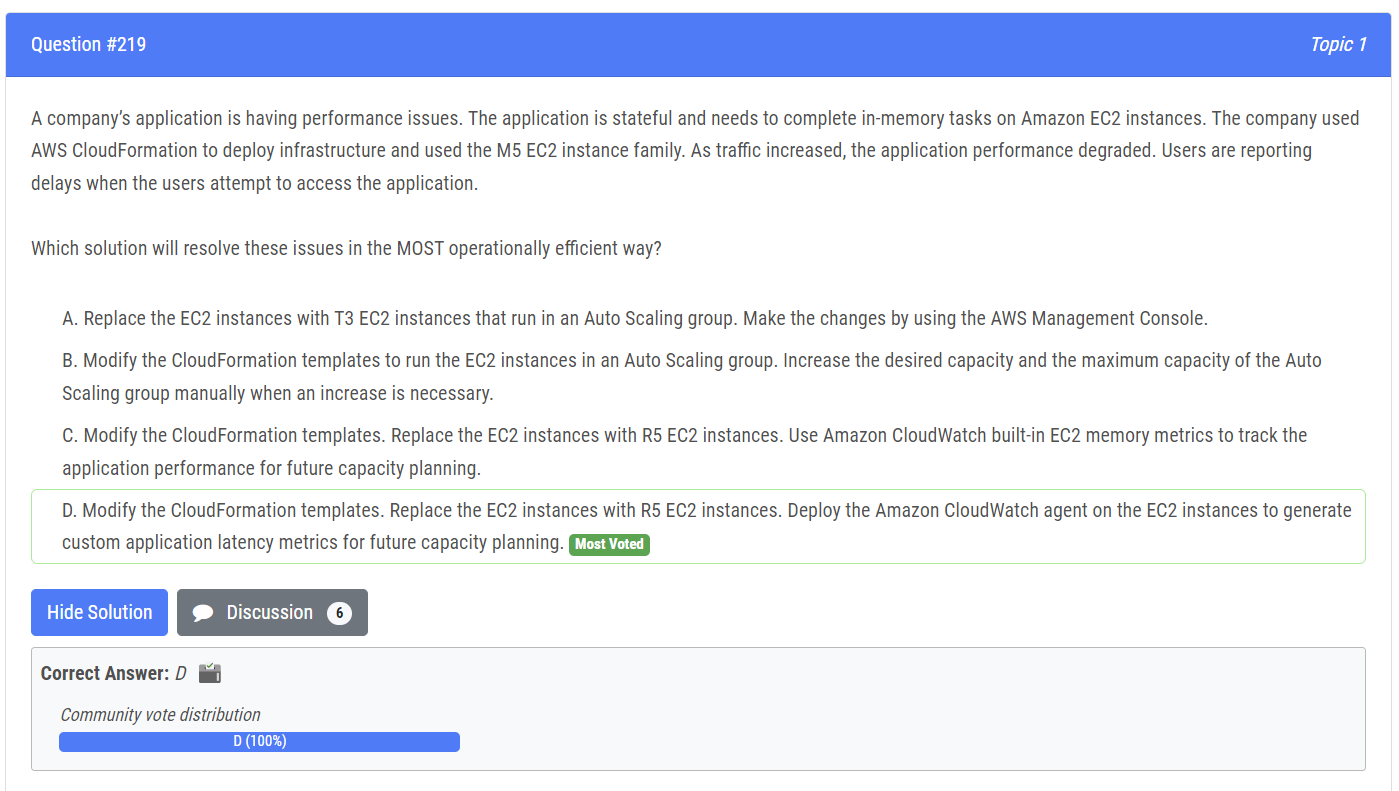 Question #219
Topic 1
A company’s application is having performance issues. The application is stateful and needs to complete in-memory tasks on Amazon EC2 instances. The company used
AWS CloudFormation to deploy infrastructure and used the M5 EC2 instance family. As traffic increased, the application performance degraded. Users are reporting
delays when the users attempt to access the application.
Which solution will resolve these issues in the MOST operationally efficient way?
A. Replace the EC2 instances with T3 EC2 instances that run in an Auto Scaling group. Make the changes by using the AWS Management Console.
B. Modify the CloudFormation templates to run the EC2 instances in an Auto Scaling group. Increase the desired capacity and the maximum capacity of the Auto
Scaling group manually when an increase is necessary.
C. Modify the CloudFormation templates. Replace the EC2 instances with R5 EC2 instances. Use Amazon CloudWatch built-in EC2 memory metrics to track the
application performance for future capacity planning.
D. Modify the CloudFormation templates. Replace the EC2 instances with R5 EC2 instances. Deploy the Amazon CloudWatch agent on the EC2 instances to generate
custom application latency metrics for future capacity planning. Most Voted
Hide Solution
Discussion 6
Correct Answer: D
Community vote distribution
D (100%)